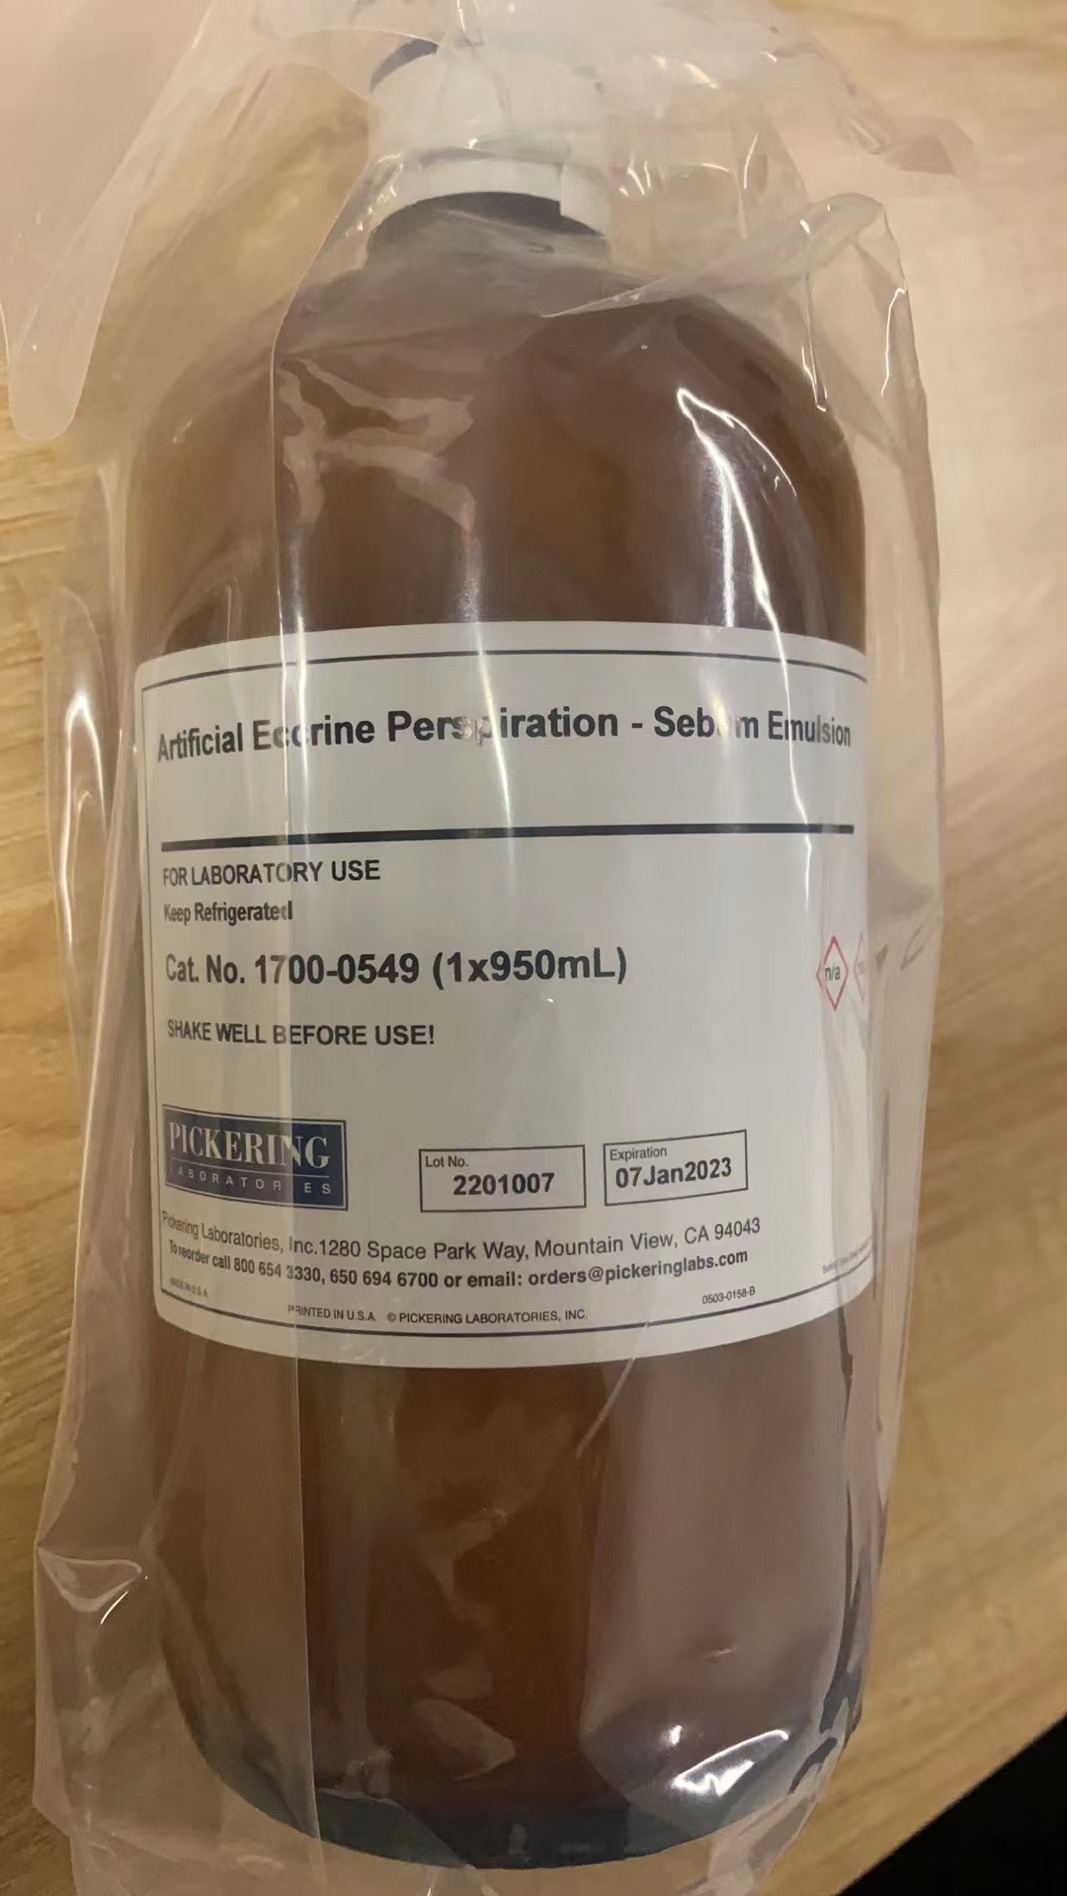 Artificial Eccrine Perspiration - Sebum Emulsion
FOR LABORATORY USE
Keep Refrigerated
Cat. No. 1700-0549 (1x950mL)
n/a
SHAKE WELL BEFORE USE!
PICKERING
LABORATORIES
Lot No.
2201007
Expiration
07Jan2023
Pickering Laboratories, Inc.1280 Space Park Way, Mountain View, CA 94043
To reorder call 800 654 3330, 650 694 6700 or email: orders@pickeringlabs.com
MADE IN U.S.A.
PRINTED IN U.S.A. © PICKERING LABORATORIES, INC.
0503-0158-B